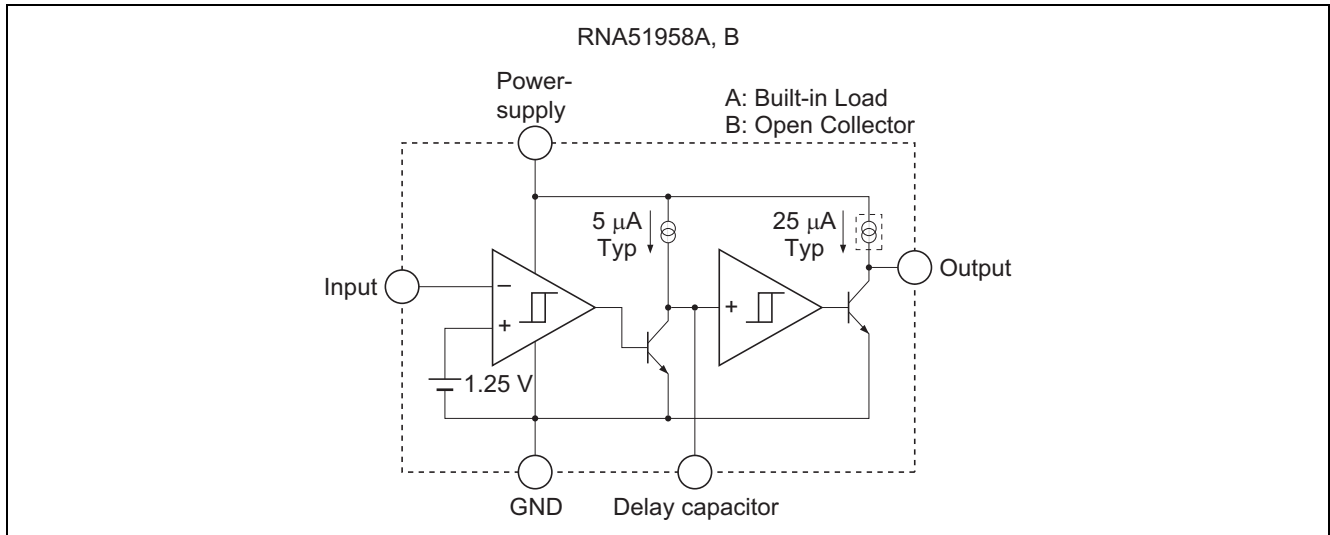 RNA51958A, B
Power-
supply
A: Built-in Load
B: Open Collector
5 μA
Typ
25 μA
Typ
Input
−
+
1.25 V
+
Output
GND
Delay capacitor